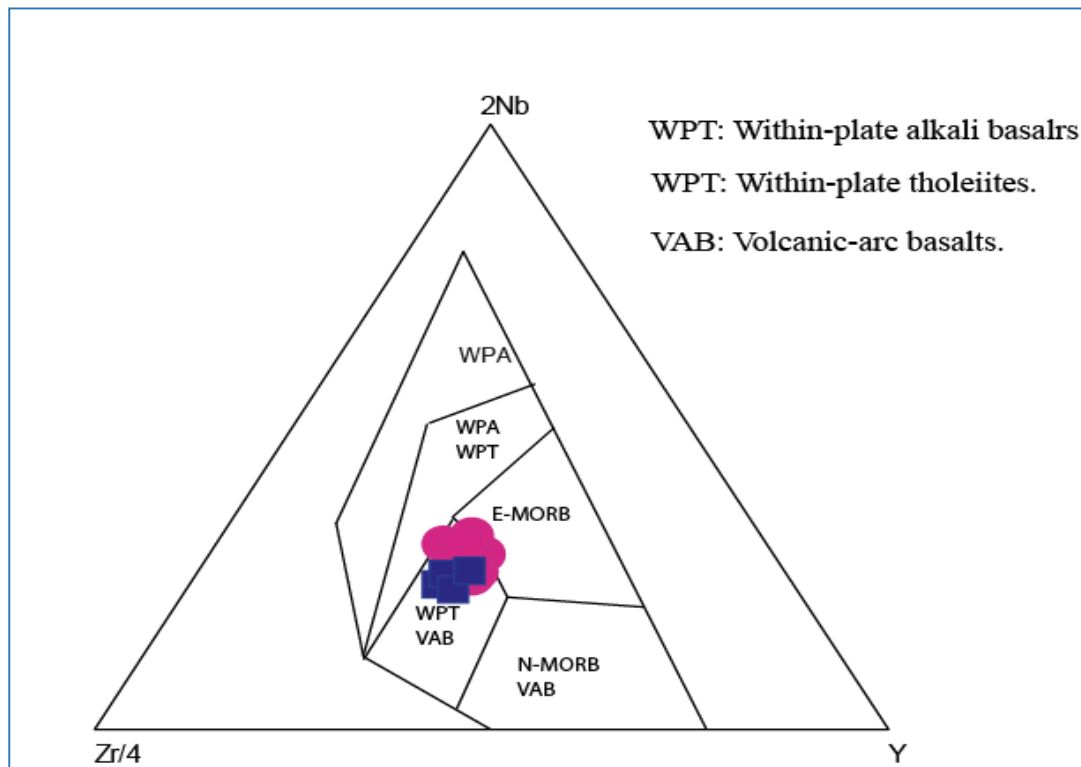 2Nb
WPT: Within-plate alkali basalrs
WPT: Within-plate tholeiites.
VAB: Volcanic-arc basalts.
WPA
WPA
WPT
E-MORB
WPT
VAB
N-MORB
VAB
Zr/4
Y